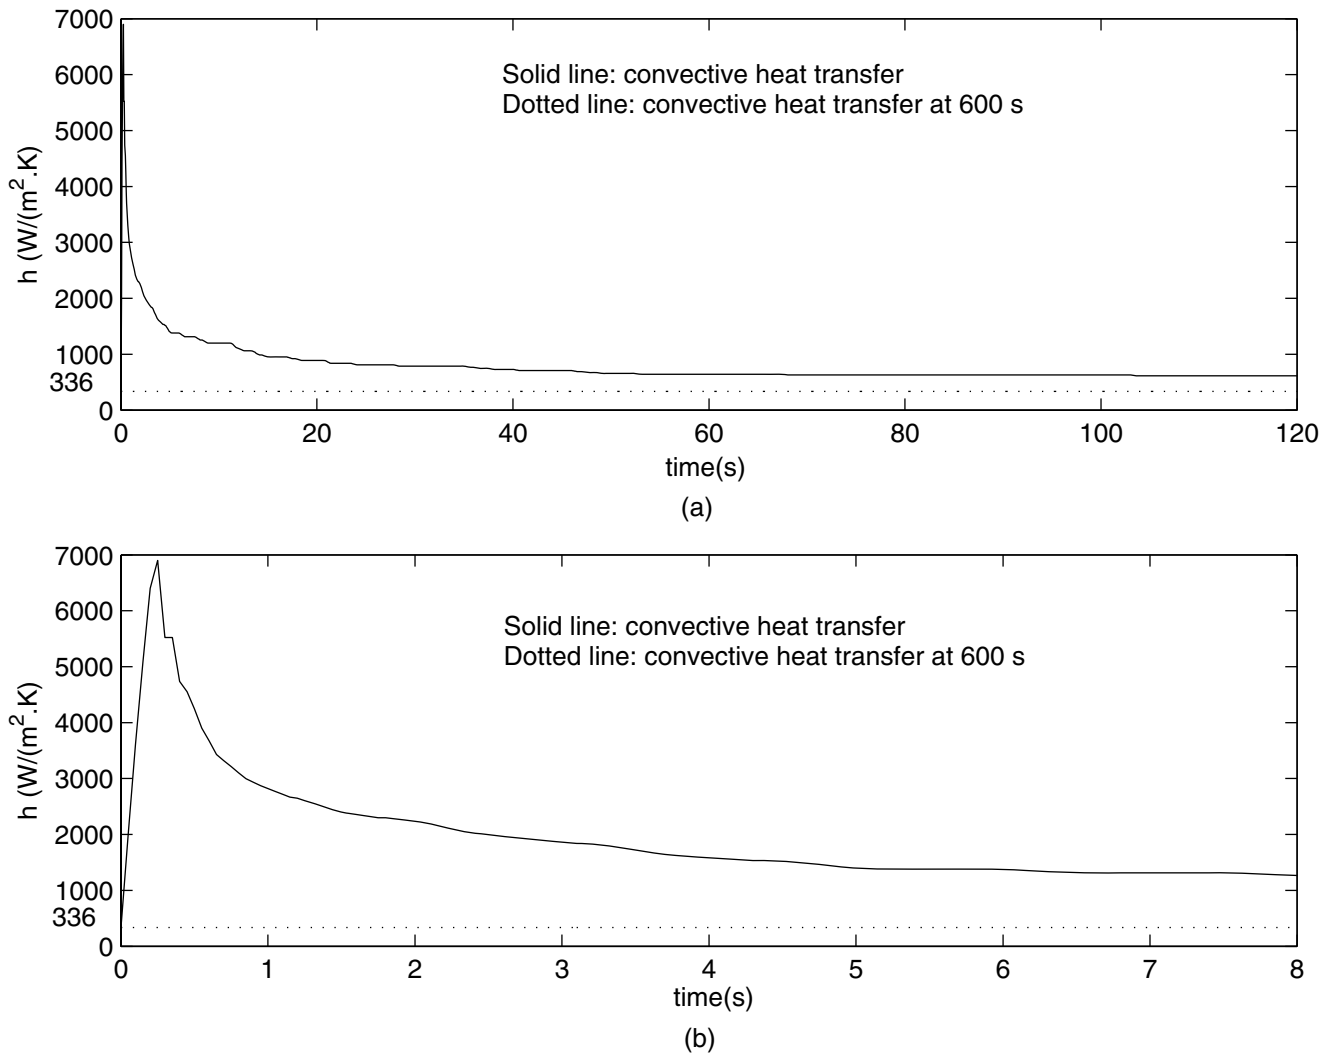 7000
6000
5000
4000
3000
2000
1000
336
0
h (W/(m².K)
Solid line: convective heat transfer
Dotted line: convective heat transfer at 600 s
0 20 40 60 80 100 120
time(s)
(a)
7000
6000
5000
4000
3000
2000
1000
336
0
h (W/(m².K)
Solid line: convective heat transfer
Dotted line: convective heat transfer at 600 s
0 1 2 3 4 5 6 7 8
time(s)
(b)